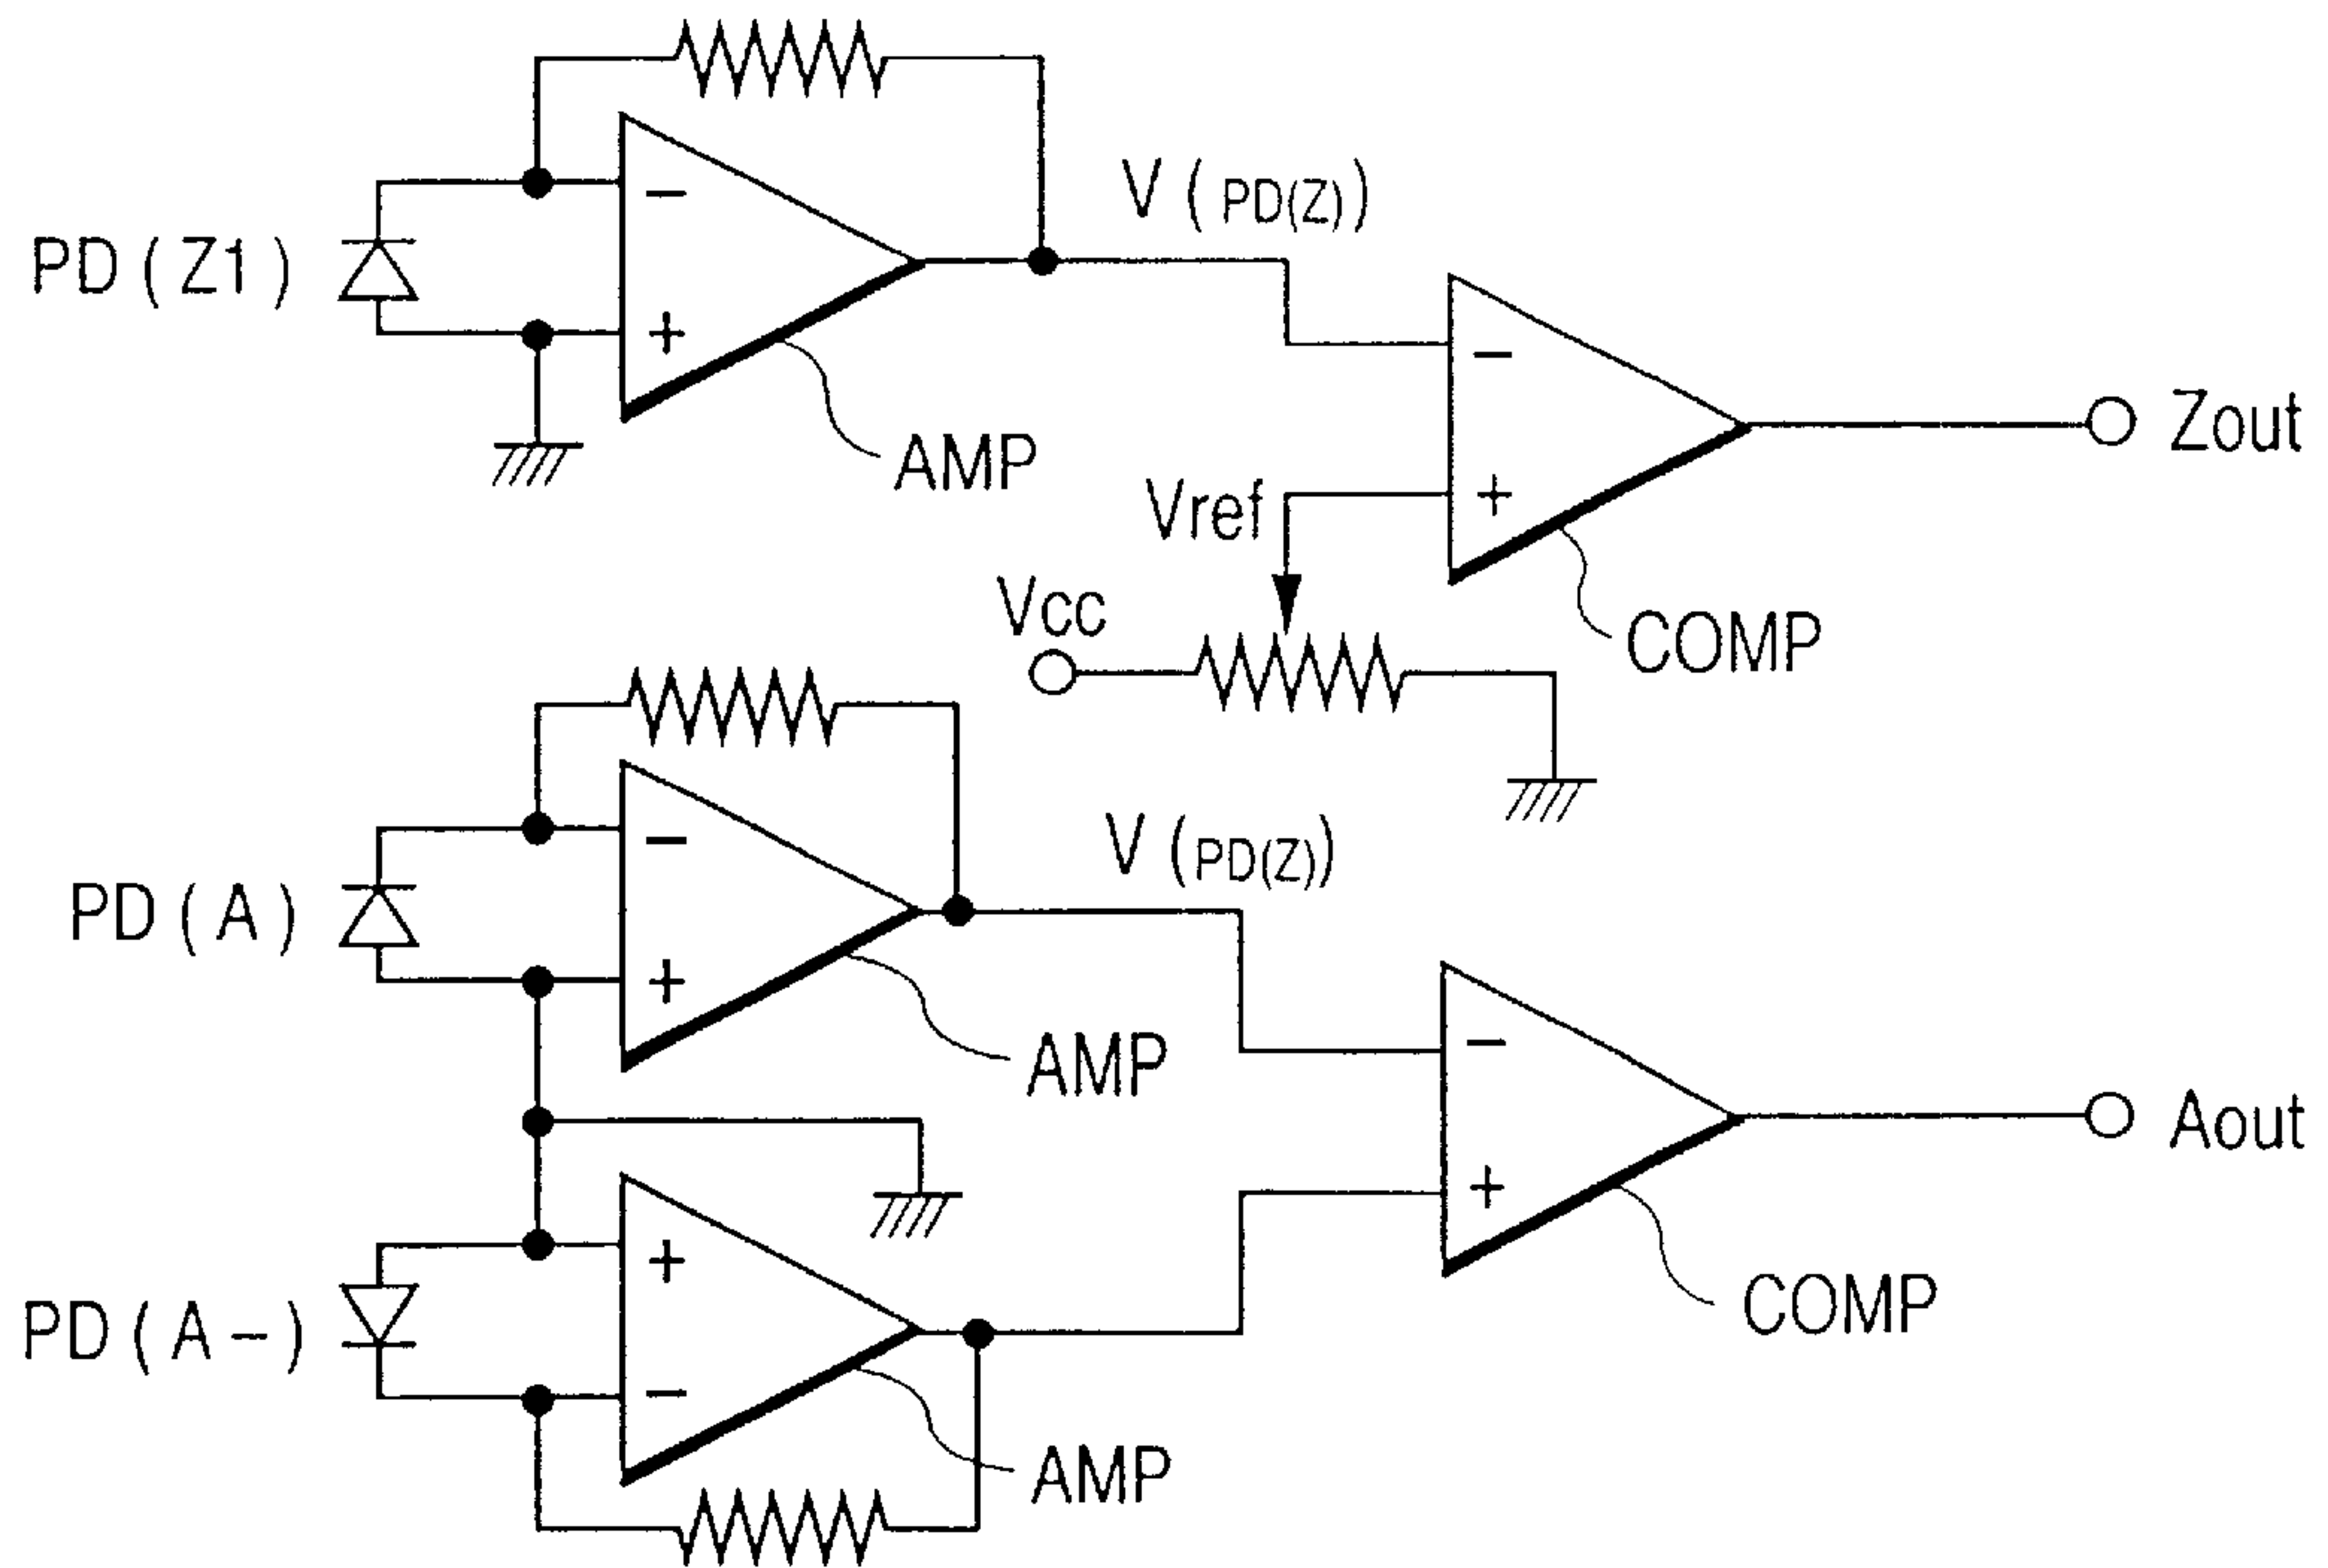 V (PD(Z))
PD(Z1)
−
+
AMP
−
+
Zout
Vref
Vcc
COMP
V (PD(Z))
PD(A)
−
+
AMP
−
+
Aout
PD(A−)
+
−
COMP
AMP